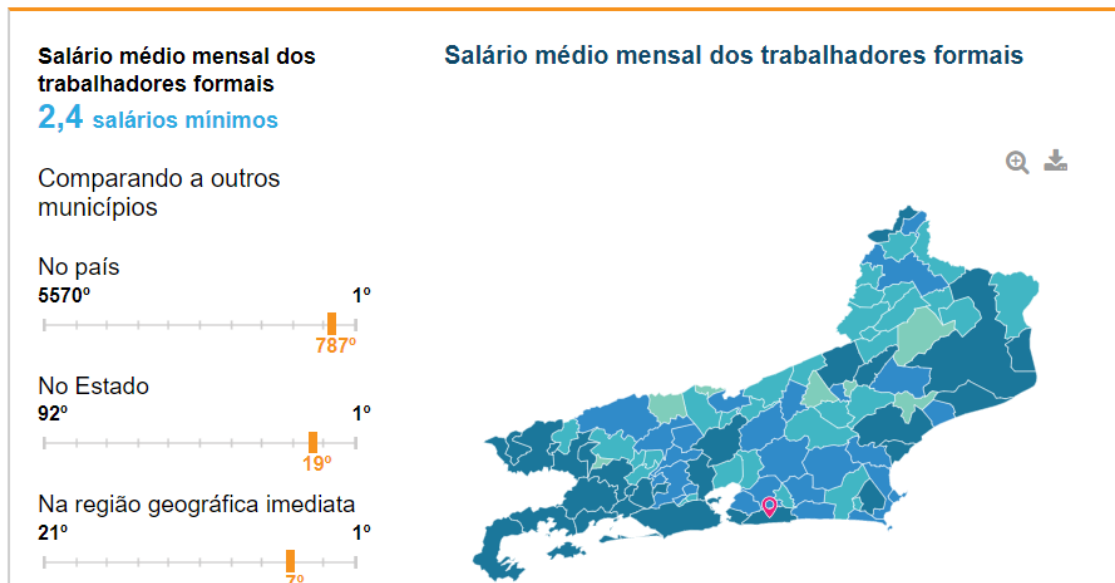 Salário médio mensal dos
trabalhadores formais
2,4 salários mínimos
Comparando a outros
municípios
No país
5570º 1º
787º
No Estado
92º 1º
19º
Na região geográfica imediata
21º 1º
7º
Salário médio mensal dos trabalhadores formais